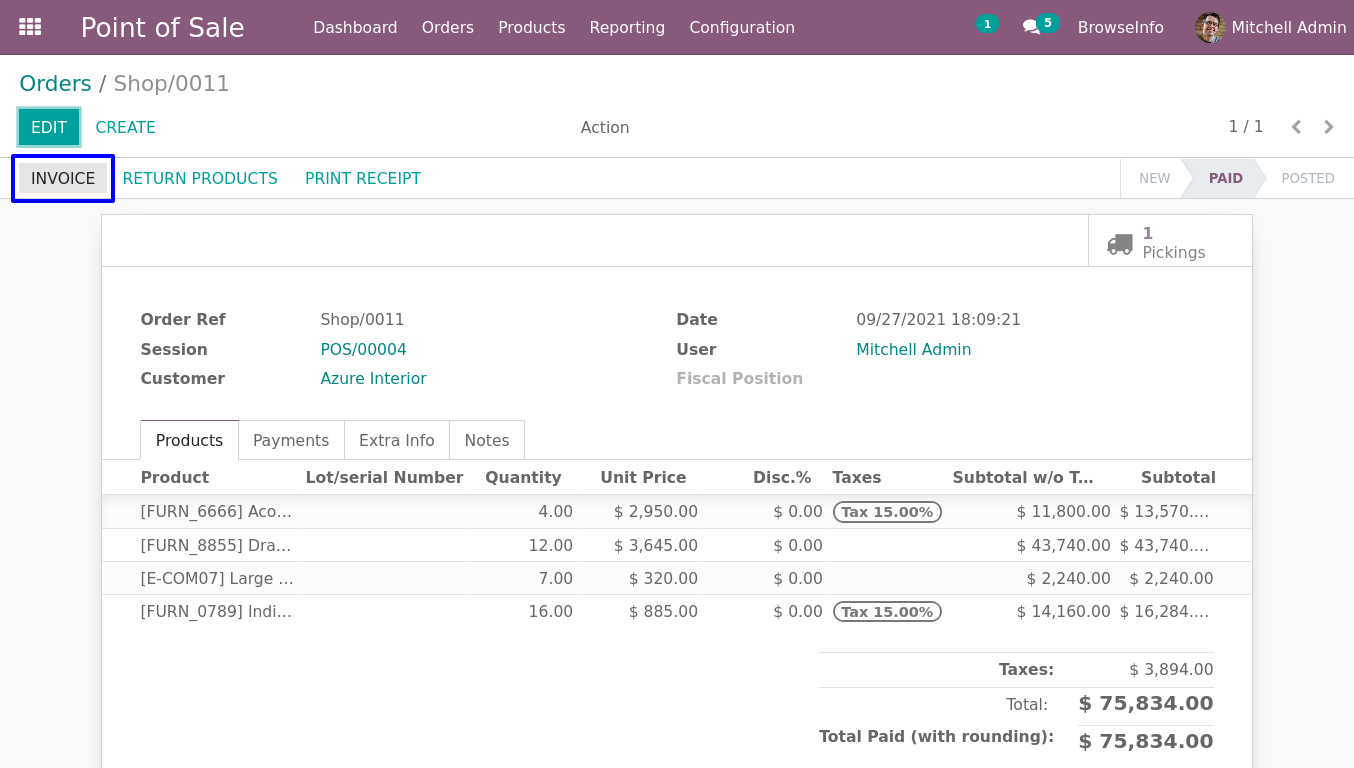 Point of Sale Dashboard Orders Products Reporting Configuration 1 5 BrowseInfo Mitchell Admin
Orders / Shop/0011
EDIT CREATE Action 1 / 1
INVOICE RETURN PRODUCTS PRINT RECEIPT NEW PAID POSTED
1
Pickings
Order Ref Shop/0011 Date 09/27/2021 18:09:21
Session POS/00004 User Mitchell Admin
Customer Azure Interior Fiscal Position
Products Payments Extra Info Notes
Product Lot/serial Number Quantity Unit Price Disc.% Taxes Subtotal w/o T... Subtotal
[FURN_6666] Aco... 4.00 $ 2,950.00 $ 0.00 Tax 15.00% $ 11,800.00 $ 13,570....
[FURN_8855] Dra... 12.00 $ 3,645.00 $ 0.00 $ 43,740.00 $ 43,740....
[E-COM07] Large ... 7.00 $ 320.00 $ 0.00 $ 2,240.00 $ 2,240.00
[FURN_0789] Indi... 16.00 $ 885.00 $ 0.00 Tax 15.00% $ 14,160.00 $ 16,284....
Taxes: $ 3,894.00
Total: $ 75,834.00
Total Paid (with rounding): $ 75,834.00